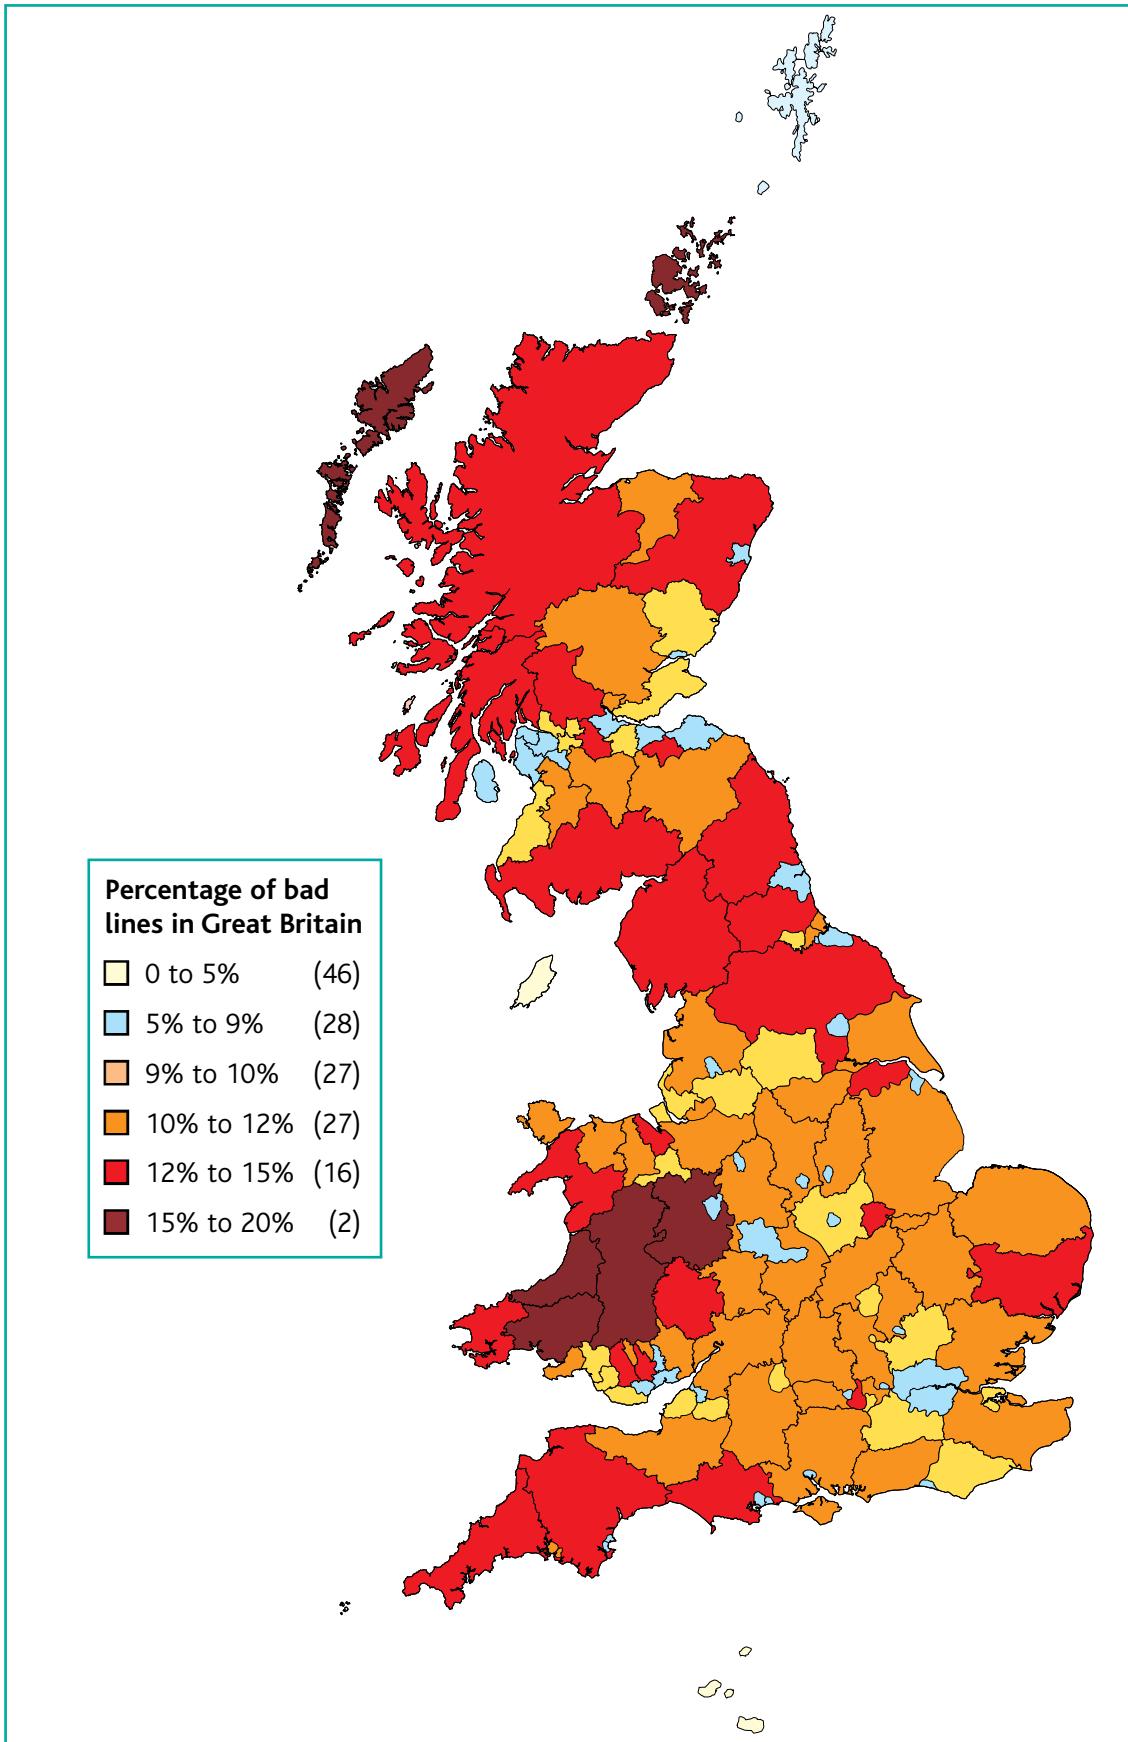 Percentage of bad
lines in Great Britain
0 to 5% (46)
5% to 9% (28)
9% to 10% (27)
10% to 12% (27)
12% to 15% (16)
15% to 20% (2)